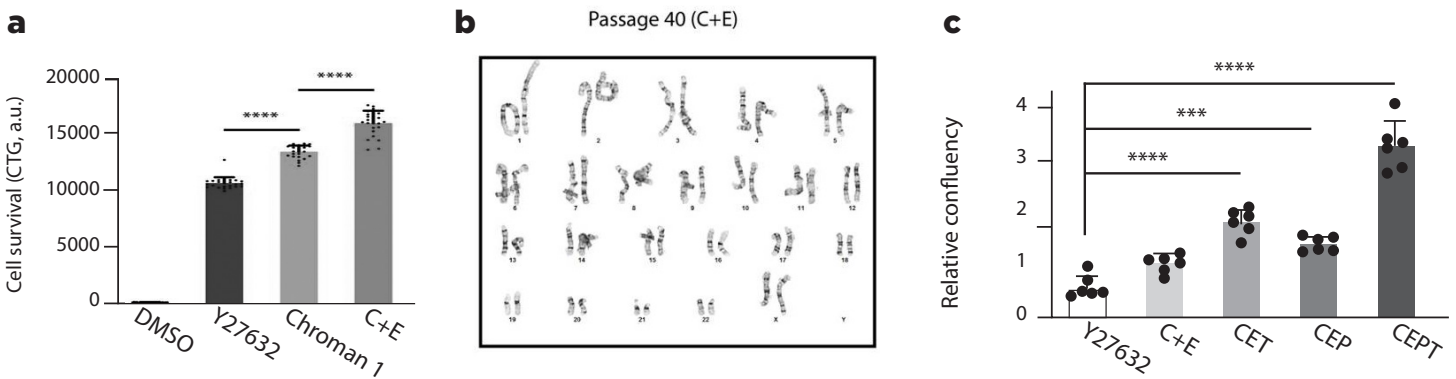 a
Cell survival (CTG, a.u.)
20000
15000
10000
5000
0
****
****
DMSO
Y27632
Chroman 1
C+E
b
Passage 40 (C+E)
1 2 3 4 5
6 7 8 9 10 11 12
13 14 15 16 17 18
19 20 21 22 X Y
c
Relative confluency
4
3
2
1
0
****
***
****
Y27632
C+E
CET
CEP
CEPT